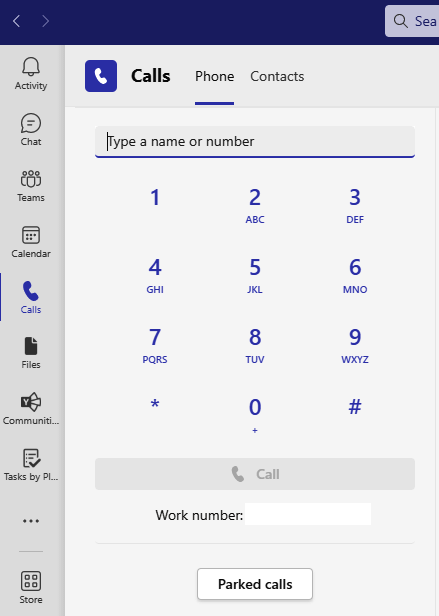 Sea
Activity
Chat
Teams
Calendar
Calls
Files
Communiti...
Tasks by Pl...
Store
Calls
Phone Contacts
Type a name or number
1 2 3
ABC DEF
4 5 6
GHI JKL MNO
7 8 9
PQRS TUV WXYZ
* 0 #
+
Call
Work number:
Parked calls